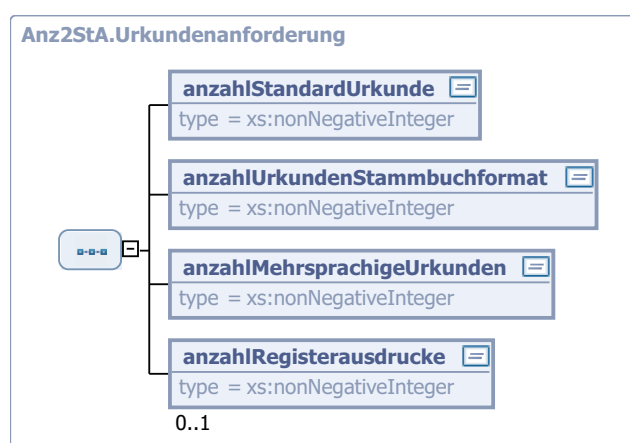 Anz2StA.Urkundenanforderung
anzahlStandardUrkunde
type = xs:nonNegativeInteger
anzahlUrkundenStammbuchformat
type = xs:nonNegativeInteger
anzahlMehrsprachigeUrkunden
type = xs:nonNegativeInteger
anzahlRegisterausdrucke
type = xs:nonNegativeInteger
0..1